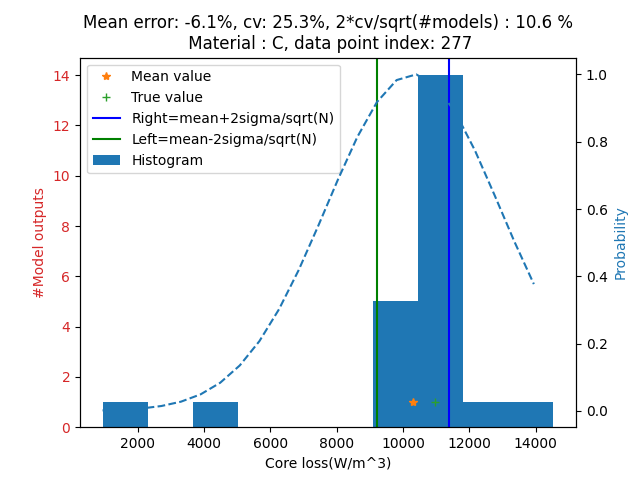 Mean error: -6.1%, cv: 25.3%, 2*cv/sqrt(#models) : 10.6 %
Material : C, data point index: 277
Mean value
True value
Right=mean+2sigma/sqrt(N)
Left=mean-2sigma/sqrt(N)
Histogram
#Model outputs
14
12
10
8
6
4
2
0
1.0
0.8
0.6
0.4
0.2
0.0
Probability
2000 4000 6000 8000 10000 12000 14000
Core loss(W/m^3)